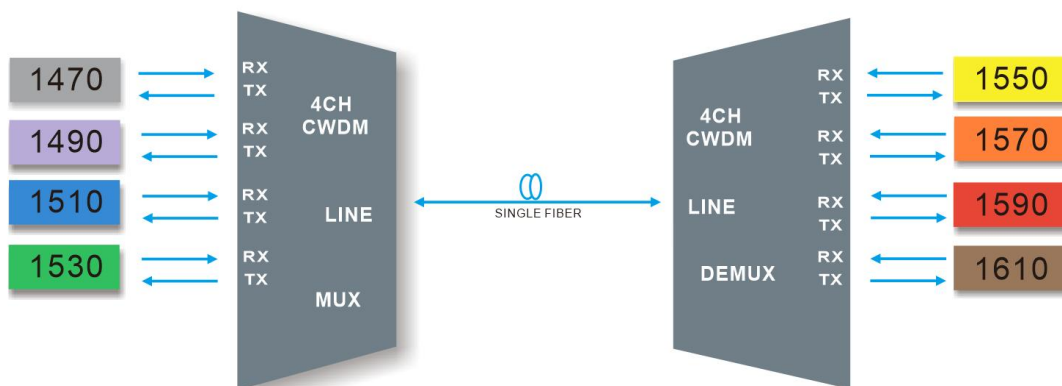 1470
1490
1510
1530
RX
TX
RX
TX
RX
TX
RX
TX
4CH
CWDM
LINE
MUX
SINGLE FIBER
4CH
CWDM
LINE
DEMUX
RX
TX
RX
TX
RX
TX
RX
TX
1550
1570
1590
1610